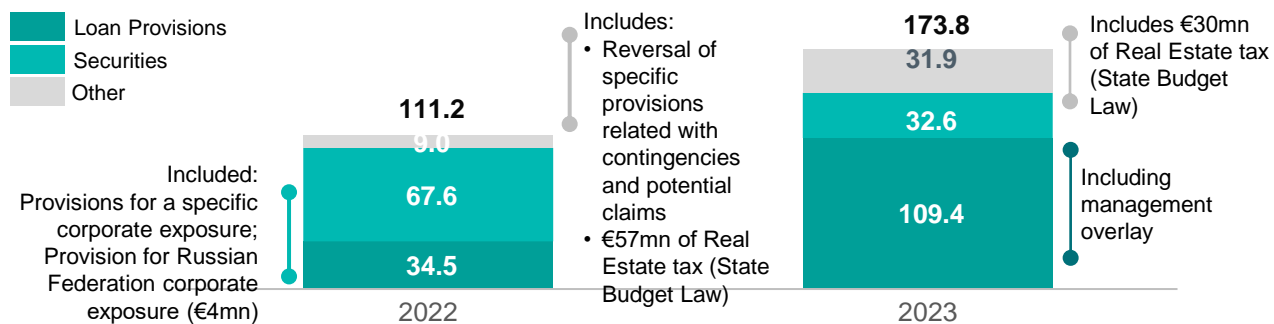 Loan Provisions
Securities
Other
111.2
9.0
67.6
34.5
2022
Included:
Provisions for a specific
corporate exposure;
Provision for Russian
Federation corporate
exposure (€4mn)
Includes:
• Reversal of
specific
provisions
related with
contingencies
and potential
claims
• €57mn of Real
Estate tax (State
Budget Law)
173.8
31.9
32.6
109.4
2023
Includes €30mn
of Real Estate tax
(State Budget
Law)
Including
management
overlay